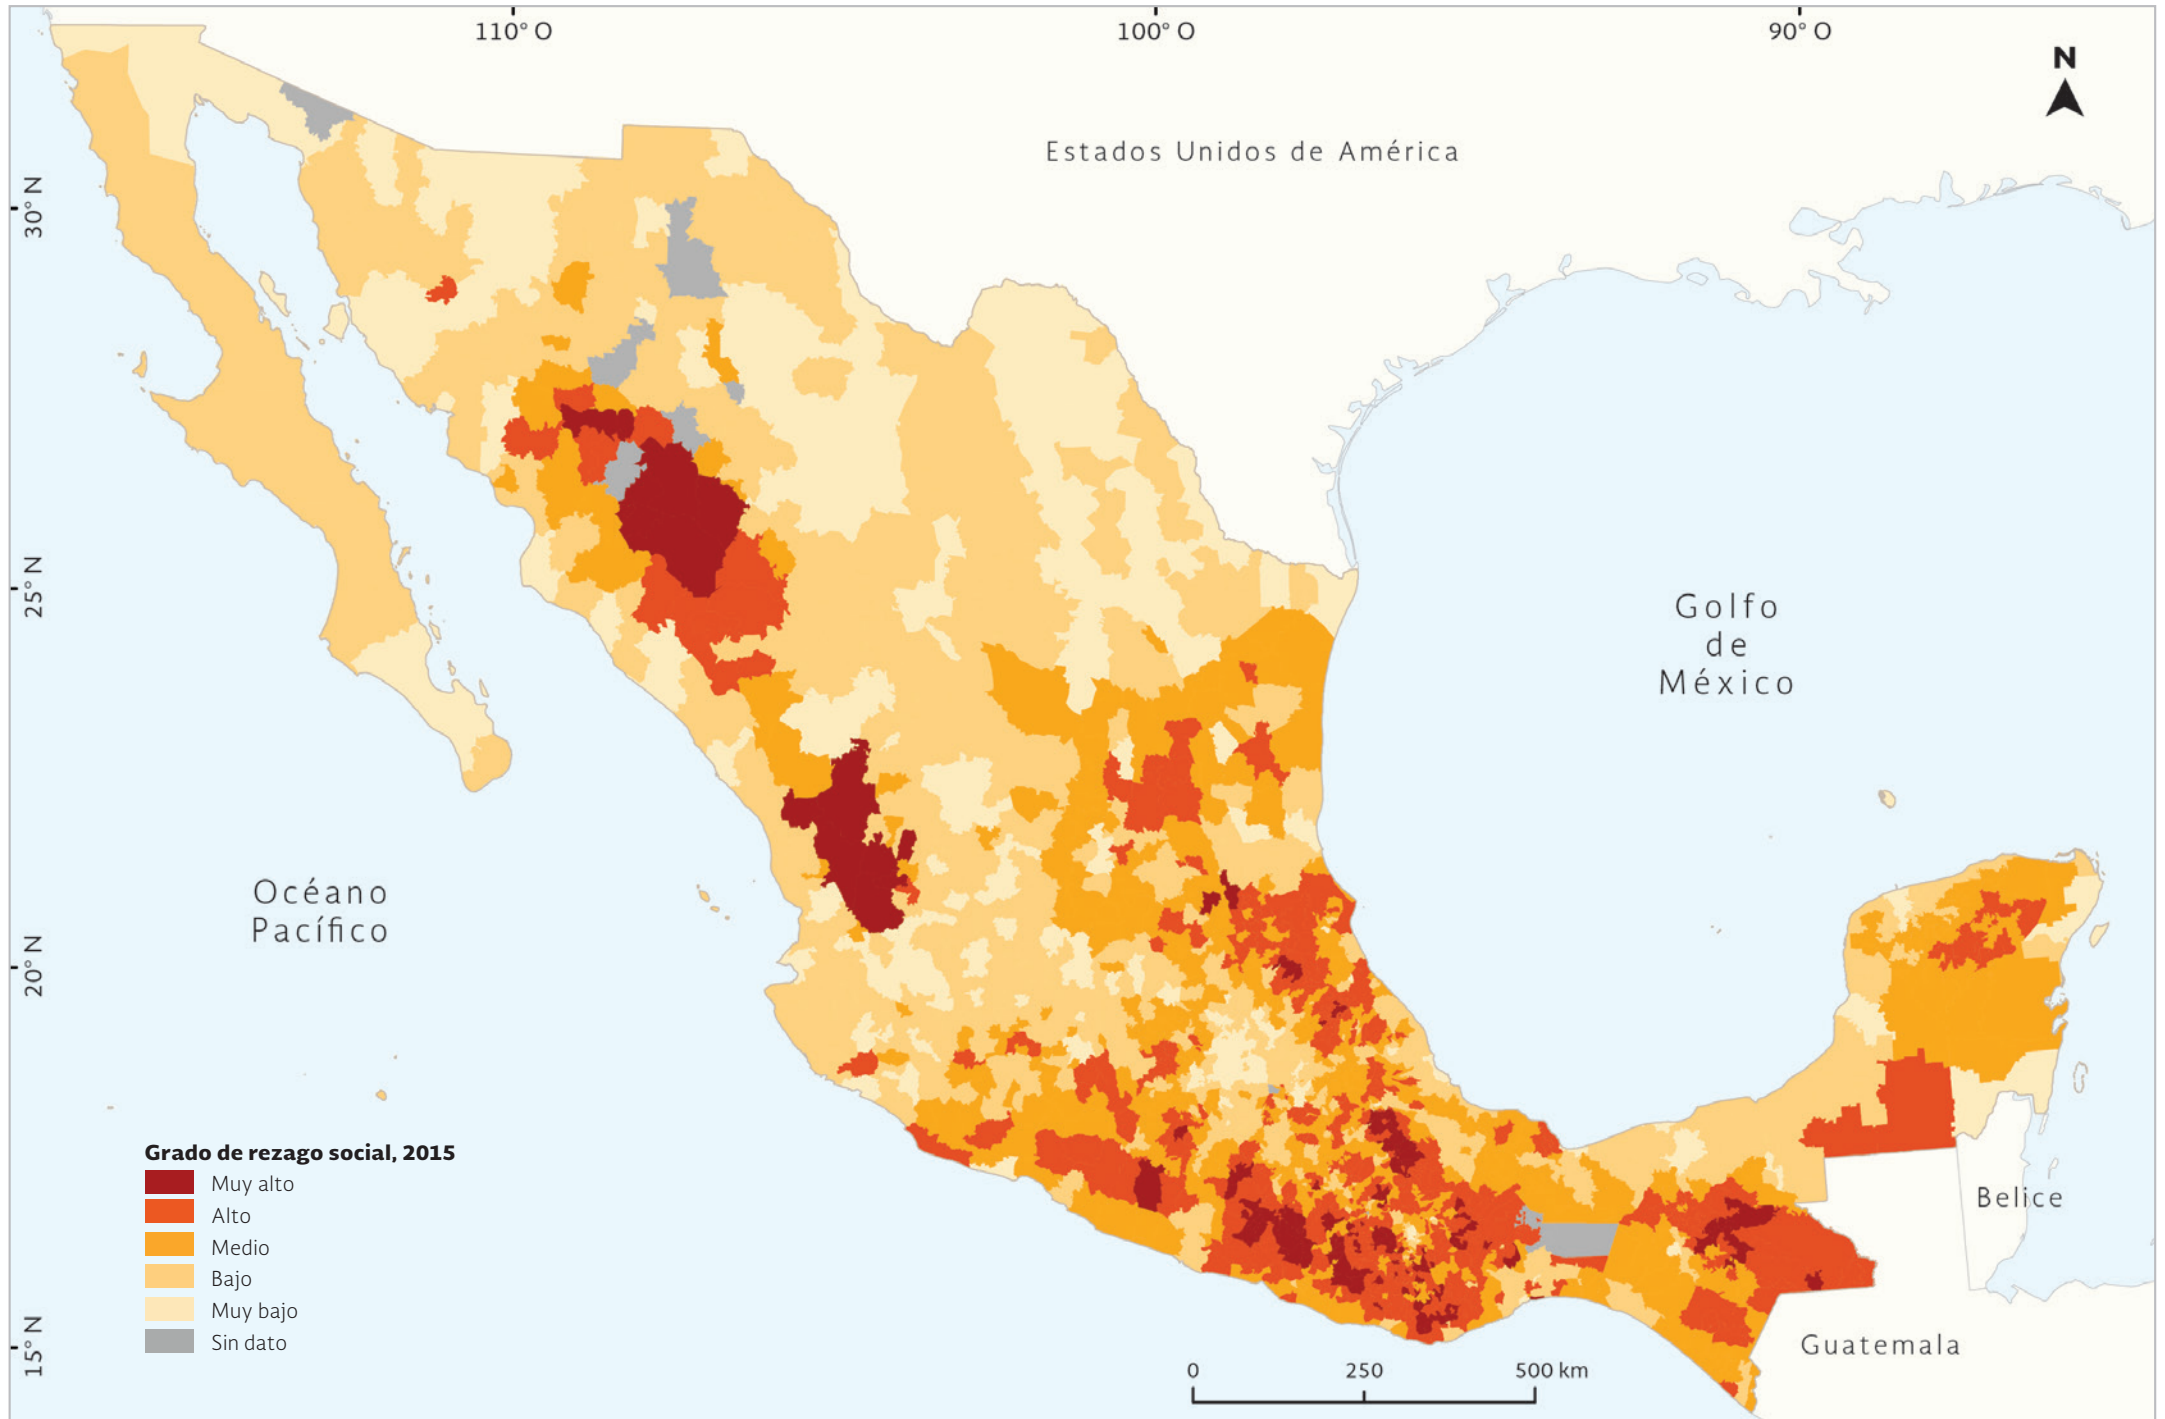 110° O
100° O
90° O
N
Estados Unidos de América
30° N
25° N
20° N
15° N
Golfo
de
México
Océano
Pacífico
Belice
Guatemala
Grado de rezago social, 2015
Muy alto
Alto
Medio
Bajo
Muy bajo
Sin dato
0 250 500 km